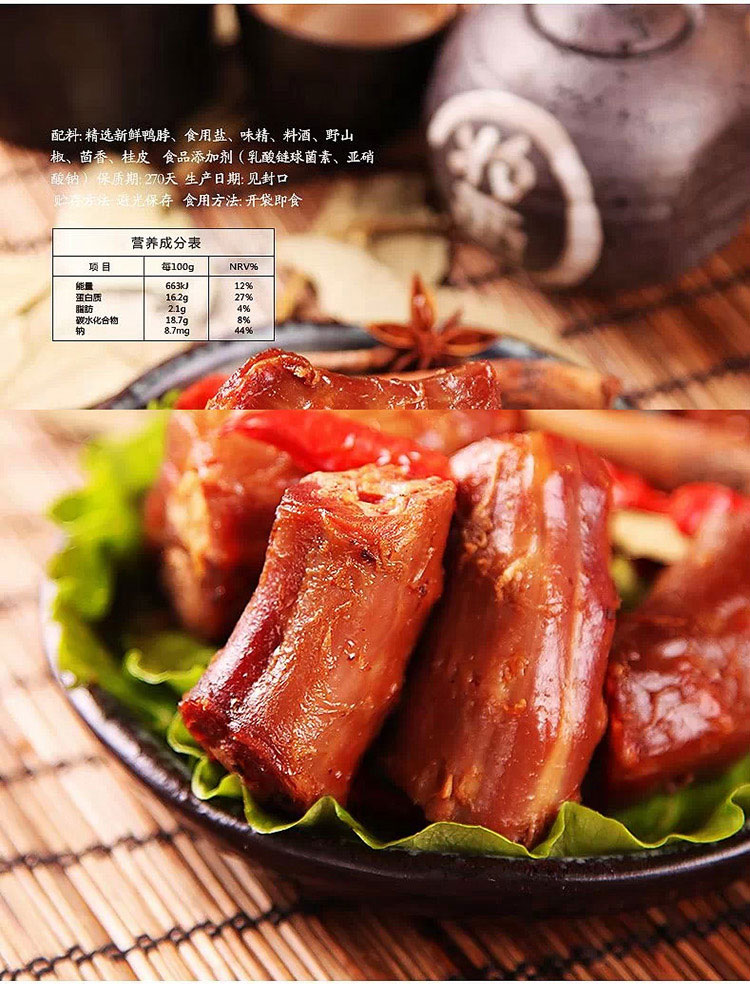 配料:精选新鲜鸭脖、食用盐、味精、料酒、野山
椒、茴香、桂皮 食品添加剂(乳酸链球菌素、亚硝
酸钠) 保质期:270天 生产日期:见封口
贮存方法:避光保存 食用方法:开袋即食
营养成分表
项目 每100g NRV%
能量 663kJ 12%
蛋白质 16.2g 27%
脂肪 2.1g 4%
碳水化合物 18.7g 8%
钠 8.7mg 44%